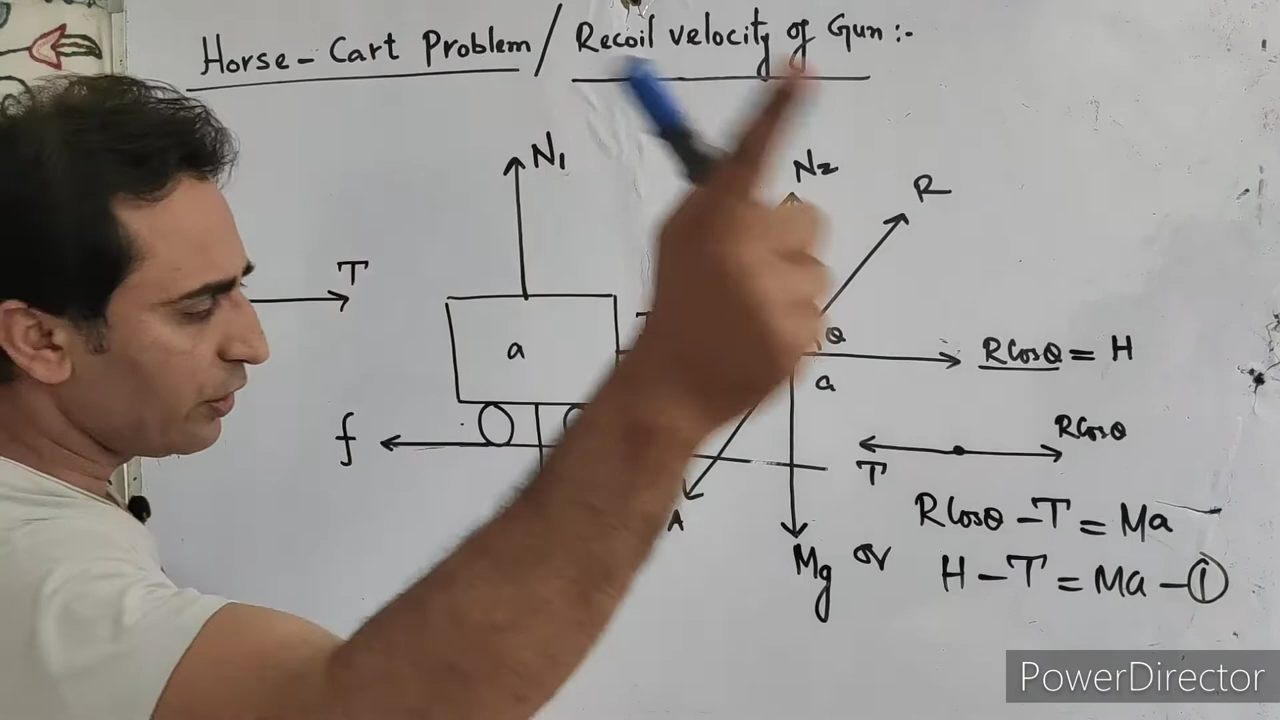 Horse - Cart Problem / Recoil velocity of Gun :-
N1
N2
R
T
a
θ
RCosθ = H
a
f
RCosθ
T
A
RCosθ - T = Ma
Mg or H - T = Ma - ①
PowerDirector